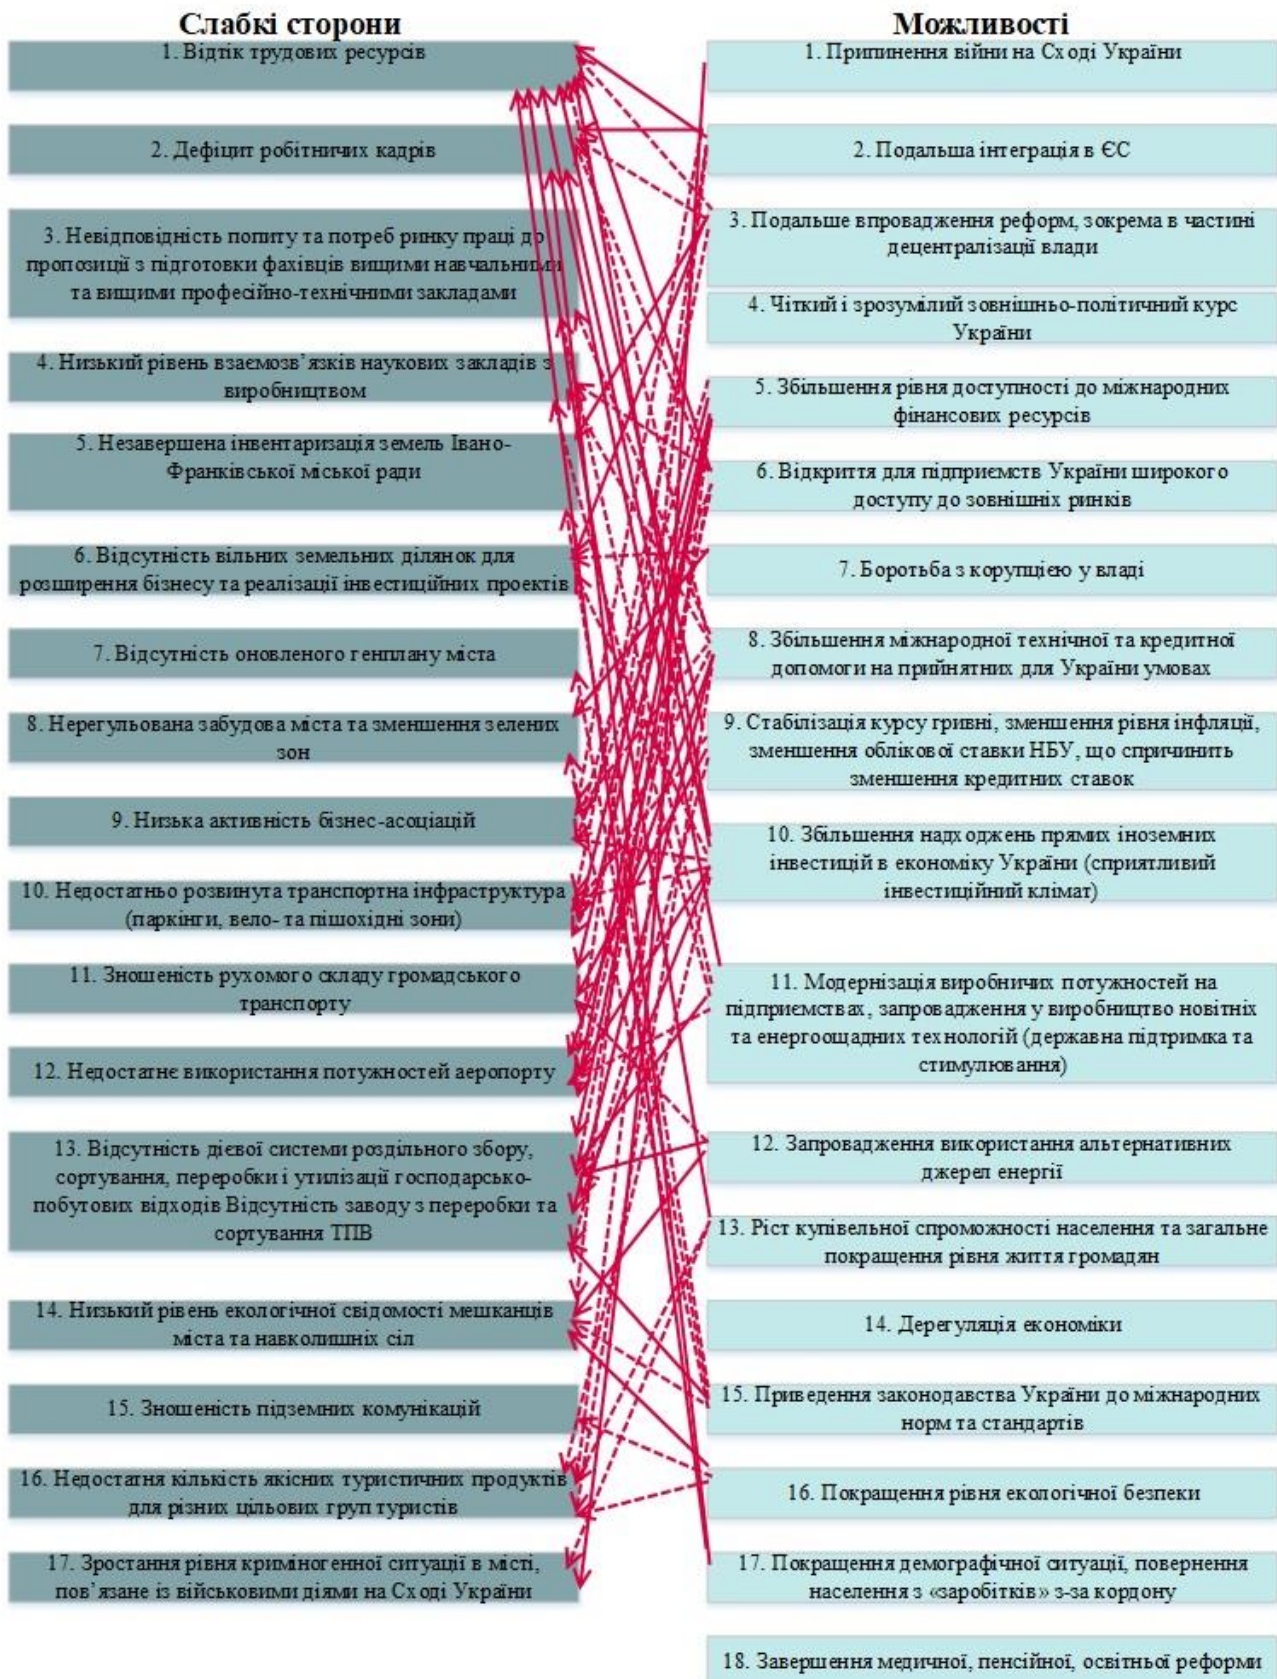 Слабкі сторони
1. Відтік трудових ресурсів
2. Дефіцит робітничих кадрів
3. Невідповідність попиту та потреб ринку праці до
пропозиції з підготовки фахівців вищими навчальними
та вищими професійно-технічними закладами
4. Низький рівень взаємозв’язків наукових закладів з
виробництвом
5. Незавершена інвентаризація земель Івано-
Франківської міської ради
6. Відсутність вільних земельних ділянок для
розширення бізнесу та реалізації інвестиційних проектів
7. Відсутність оновленого генплану міста
8. Нерегульована забудова міста та зменшення зелених
зон
9. Низька активність бізнес-асоціацій
10. Недостатньо розвинута транспортна інфраструктура
(паркінги, вело- та пішохідні зони)
11. Зношеність рухомого складу громадського
транспорту
12. Недостатнє використання потужностей аеропорту
13. Відсутність дієвої системи роздільного збору,
сортування, переробки і утилізації господарсько-
побутових відходів Відсутність заводу з переробки та
сортування ТПВ
14. Низький рівень екологічної свідомості мешканців
міста та навколишніх сіл
15. Зношеність підземних комунікацій
16. Недостатня кількість якісних туристичних продуктів
для різних цільових груп туристів
17. Зростання рівня криміногенної ситуації в місті,
пов’язане із військовими діями на Сході України
Можливості
1. Припинення війни на Сході України
2. Подальша інтеграція в ЄС
3. Подальше впровадження реформ, зокрема в частині
децентралізації влади
4. Чіткий і зрозумілий зовнішньо-політичний курс
України
5. Збільшення рівня доступності до міжнародних
фінансових ресурсів
6. Відкриття для підприємств України широкого
доступу до зовнішніх ринків
7. Боротьба з корупцією у владі
8. Збільшення міжнародної технічної та кредитної
допомоги на прийнятних для України умовах
9. Стабілізація курсу гривні, зменшення рівня інфляції,
зменшення облікової ставки НБУ, що спричинить
зменшення кредитних ставок
10. Збільшення надходжень прямих іноземних
інвестицій в економіку України (сприятливий
інвестиційний клімат)
11. Модернізація виробничих потужностей на
підприємствах, запровадження у виробництво новітніх
та енергоощадних технологій (державна підтримка та
стимулювання)
12. Запровадження використання альтернативних
джерел енергії
13. Ріст купівельної спроможності населення та загальне
покращення рівня життя громадян
14. Дерегуляція економіки
15. Приведення законодавства України до міжнародних
норм та стандартів
16. Покращення рівня екологічної безпеки
17. Покращення демографічної ситуації, повернення
населення з «заробітків» з-за кордону
18. Завершення медичної, пенсійної, освітньої реформи